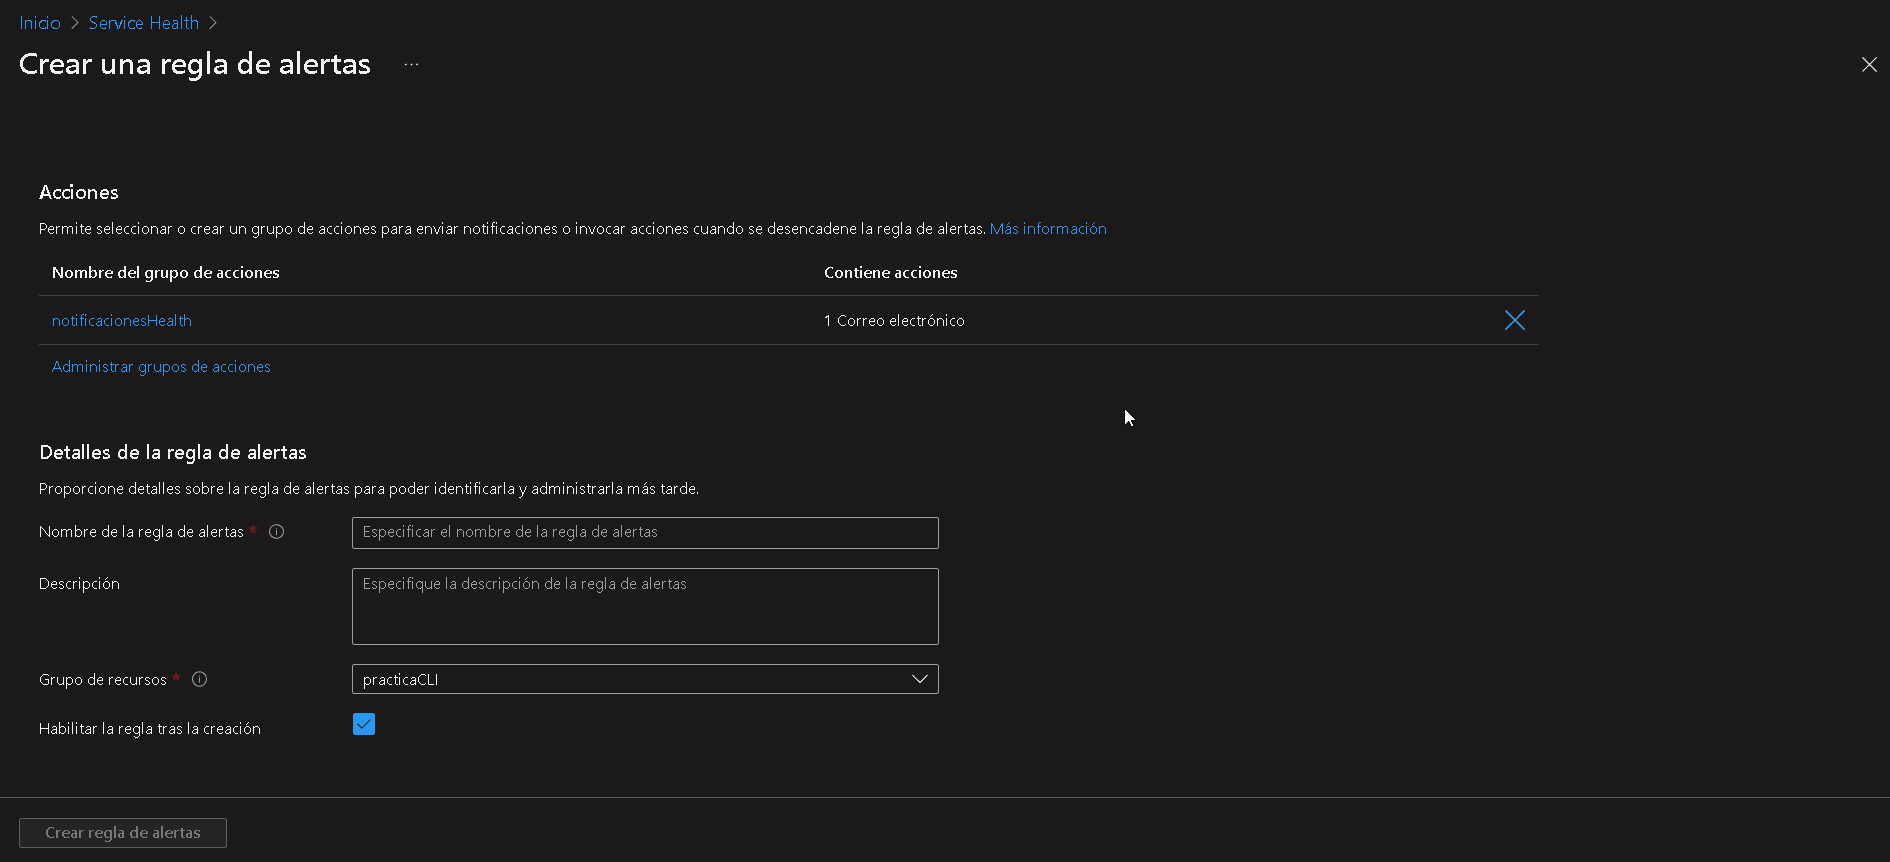 Inicio > Service Health >
Crear una regla de alertas ...
Acciones
Permite seleccionar o crear un grupo de acciones para enviar notificaciones o invocar acciones cuando se desencadene la regla de alertas. Más información
Nombre del grupo de acciones Contiene acciones
notificacionesHealth 1 Correo electrónico
Administrar grupos de acciones
Detalles de la regla de alertas
Proporcione detalles sobre la regla de alertas para poder identificarla y administrarla más tarde.
Nombre de la regla de alertas * Especificar el nombre de la regla de alertas
Descripción Especifique la descripción de la regla de alertas
Grupo de recursos * practicaCLI
Habilitar la regla tras la creación
Crear regla de alertas